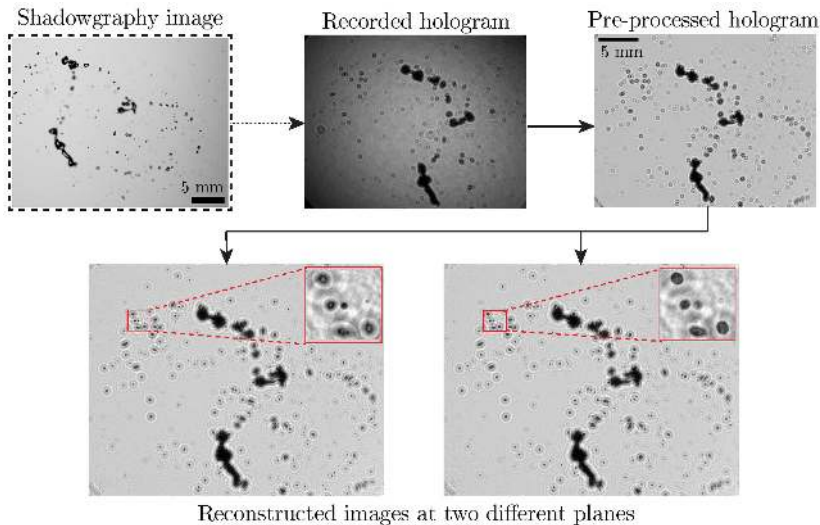 Shadowgraphy image
Recorded hologram
Pre-processed hologram
5 mm
5 mm
Reconstructed images at two different planes